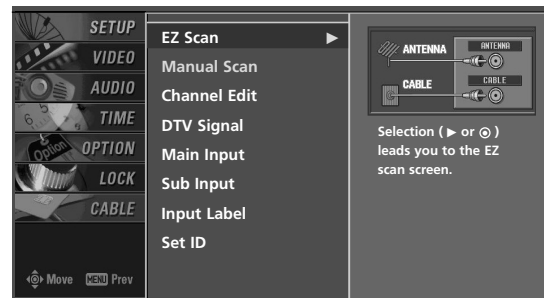 SETUP
VIDEO
AUDIO
TIME
OPTION
LOCK
CABLE
Move MENU Prev
EZ Scan ▶
Manual Scan
Channel Edit
DTV Signal
Main Input
Sub Input
Input Label
Set ID
ANTENNA
ANTENNA
CABLE
CABLE
Selection ( ▶ or ◉ )
leads you to the EZ
scan screen.